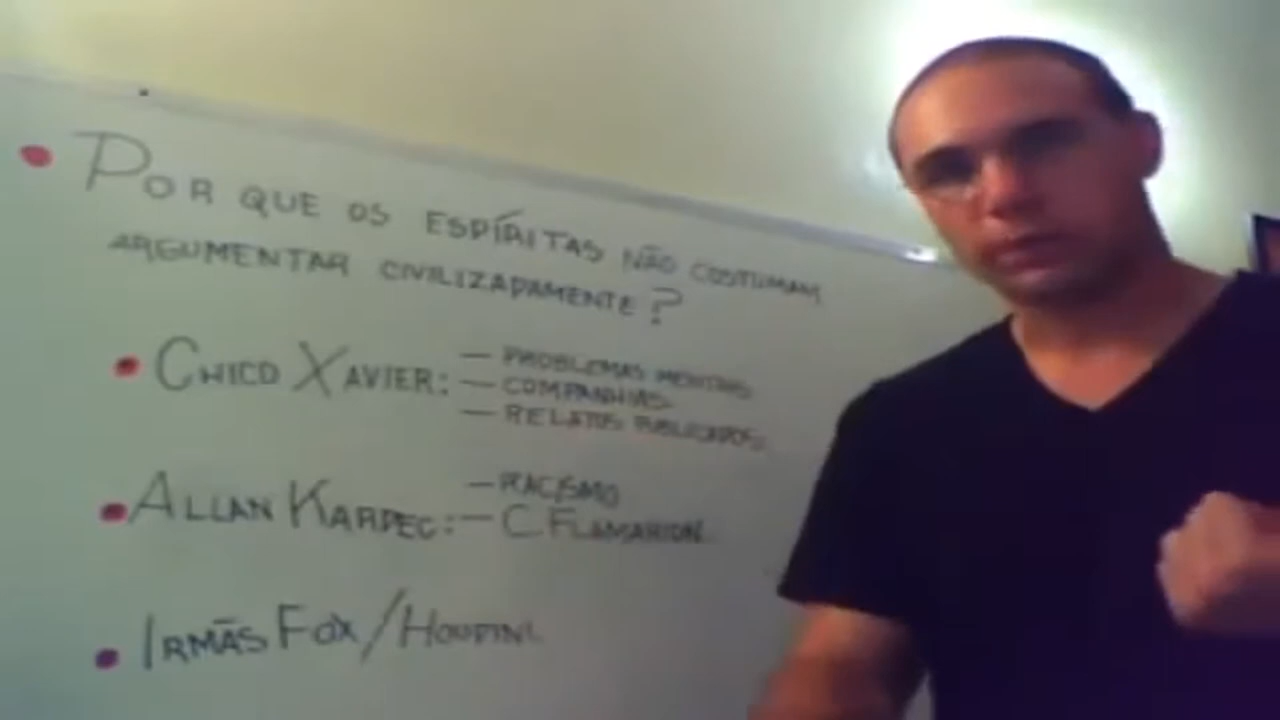 POR QUE OS ESPÍRITAS NÃO COSTUMAM
ARGUMENTAR CIVILIZADAMENTE?
CHICO XAVIER: — PROBLEMAS MENTAIS
— COMPANHIAS
— RELATOS PUBLICADOS
— RACISMO
ALLAN KARDEC: — C. FLAMARION
IRMÃS FOX / HOUDINI